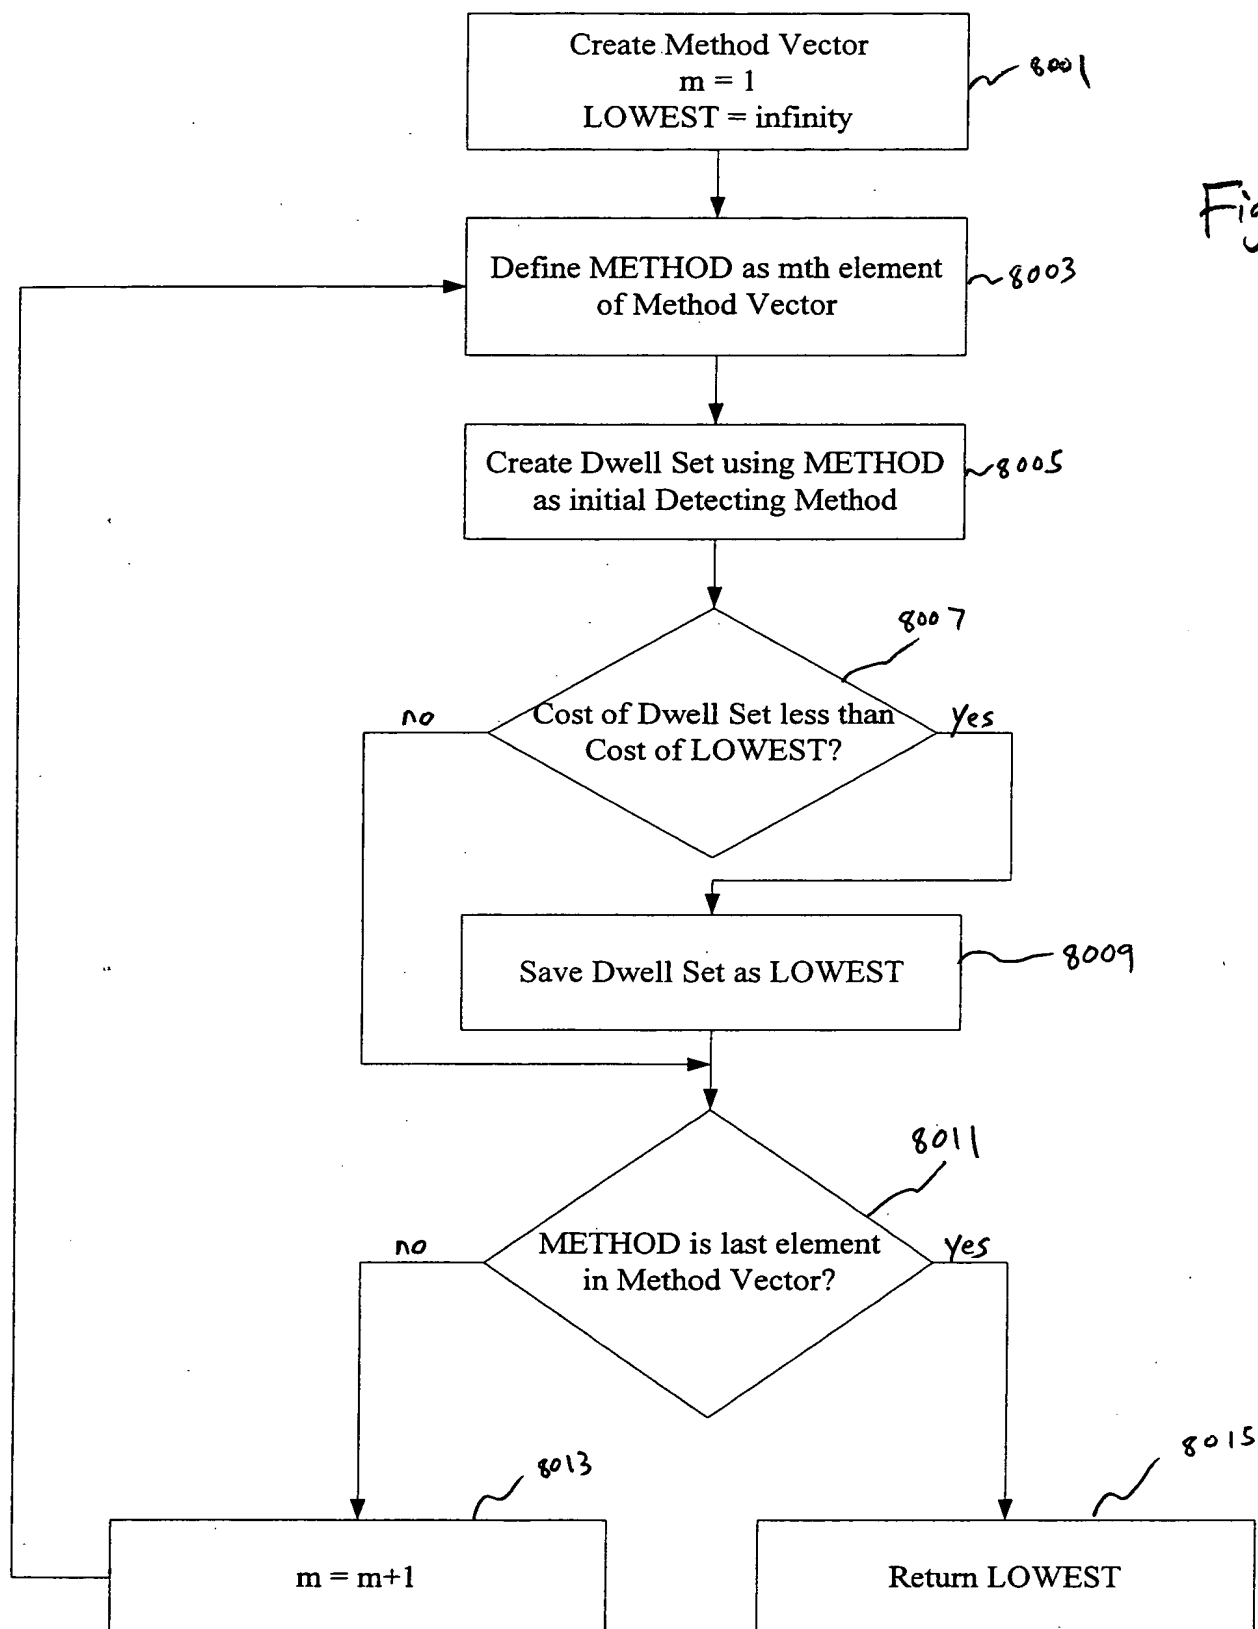 Create Method Vector
m = 1
LOWEST = infinity
8001
Fig
Define METHOD as mth element
of Method Vector
8003
Create Dwell Set using METHOD
as initial Detecting Method
8005
8007
no
Cost of Dwell Set less than
Cost of LOWEST?
yes
Save Dwell Set as LOWEST
8009
8011
no
METHOD is last element
in Method Vector?
yes
8013
8015
m = m+1
Return LOWEST